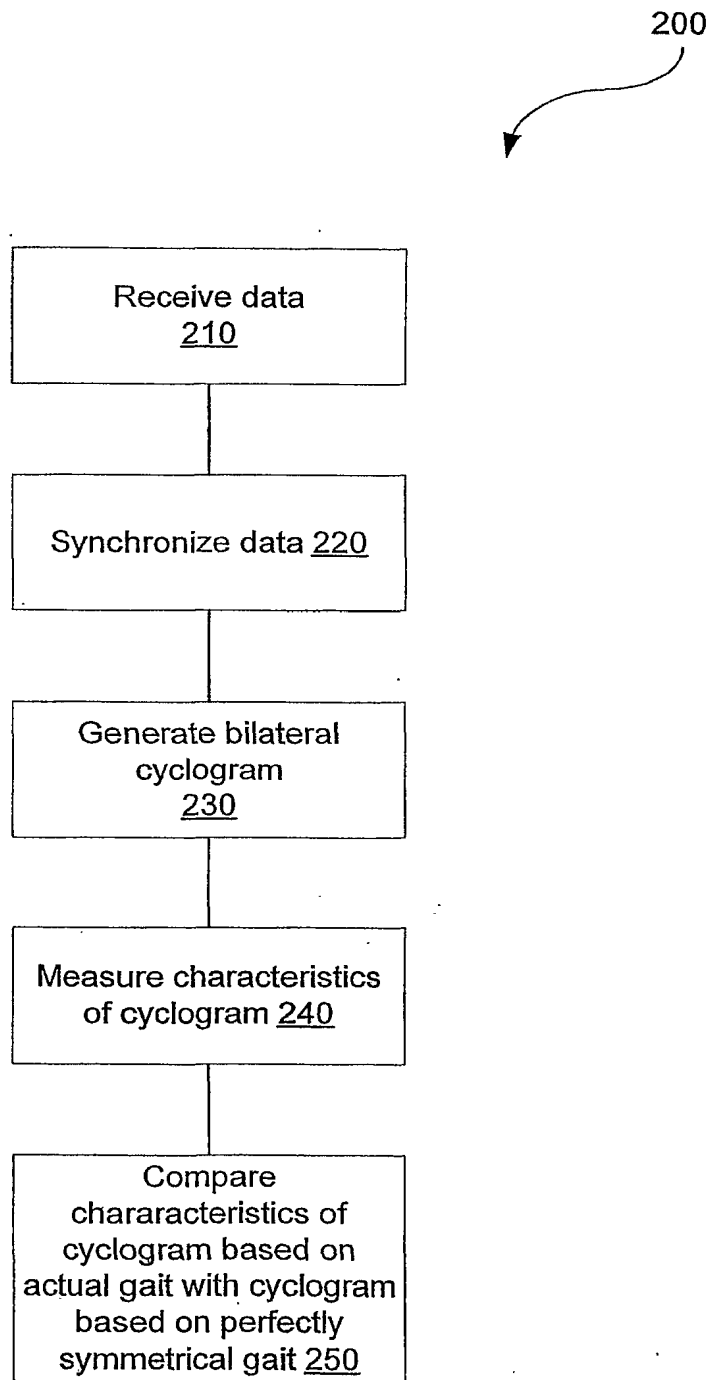 200
Receive data
210
Synchronize data 220
Generate bilateral
cyclogram
230
Measure characteristics
of cyclogram 240
Compare
chararacteristics of
cyclogram based on
actual gait with cyclogram
based on perfectly
symmetrical gait 250